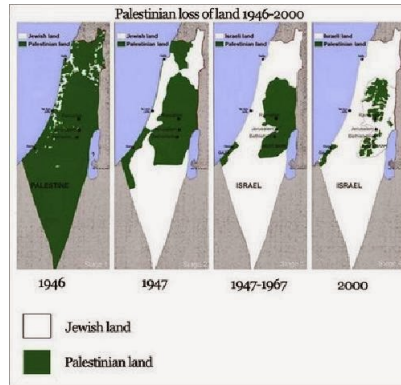 Palestinian loss of land 1946-2000
Jewish land
Palestinian land
Jewish land
Palestinian land
Israeli land
Palestinian land
Israeli land
Palestinian land
PALESTINE
ISRAEL
ISRAEL
1946
1947
1947-1967
2000
Jewish land
Palestinian land